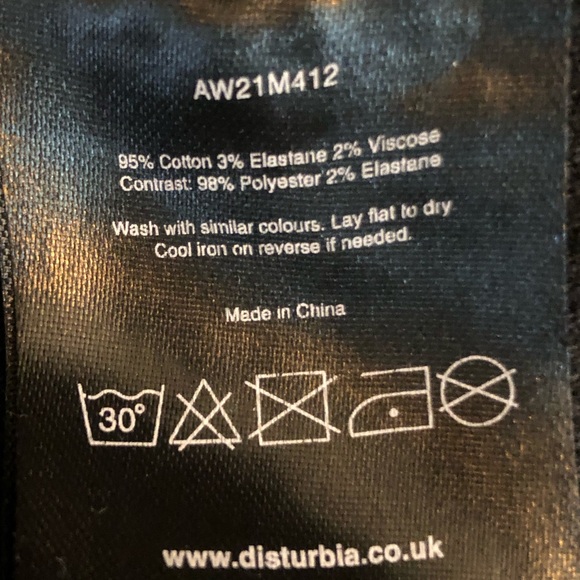 AW21M412
95% Cotton 3% Elastane 2% Viscose
Contrast: 98% Polyester 2% Elastane
Wash with similar colours. Lay flat to dry
Cool iron on reverse if needed.
Made in China
30°
www.disturbia.co.uk